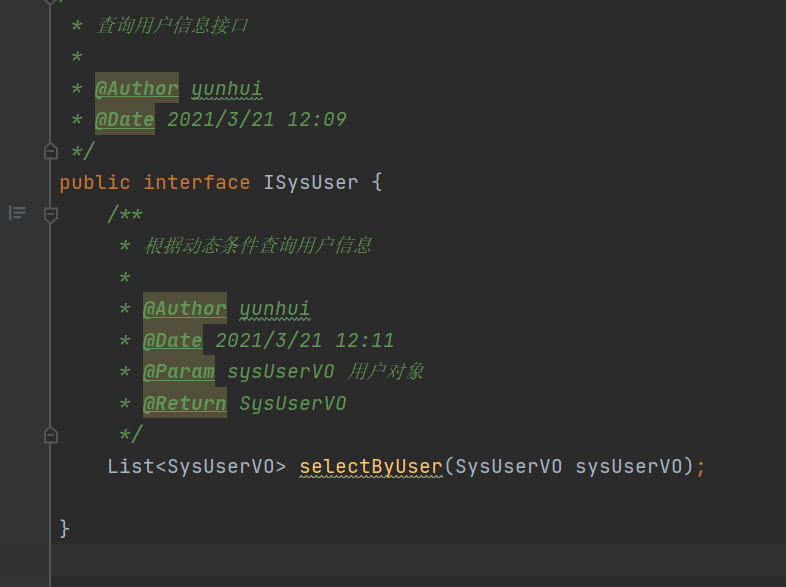 * 查询用户信息接口
*
* @Author yunhui
* @Date 2021/3/21 12:09
*/
public interface ISysUser {
/**
* 根据动态条件查询用户信息
*
* @Author yunhui
* @Date 2021/3/21 12:11
* @Param sysUserVO 用户对象
* @Return SysUserVO
*/
List<SysUserVO> selectByUser(SysUserVO sysUserVO);
}